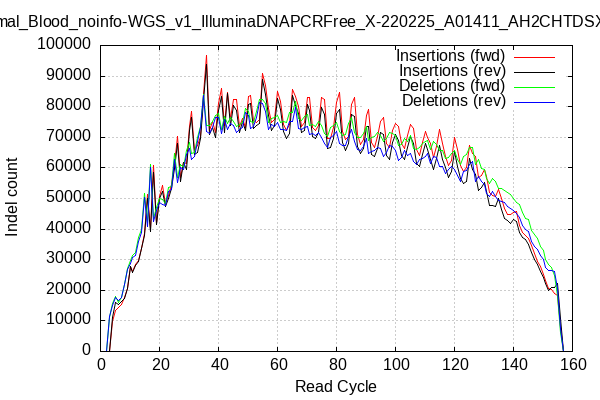 mal_Blood_noinfo-WGS_v1_IlluminaDNAPCRFree_X-220225_A01411_AH2CHTDSX
100000
90000
80000
70000
60000
50000
40000
30000
20000
10000
0
Indel count
Insertions (fwd)
Insertions (rev)
Deletions (fwd)
Deletions (rev)
0 20 40 60 80 100 120 140 160
Read Cycle